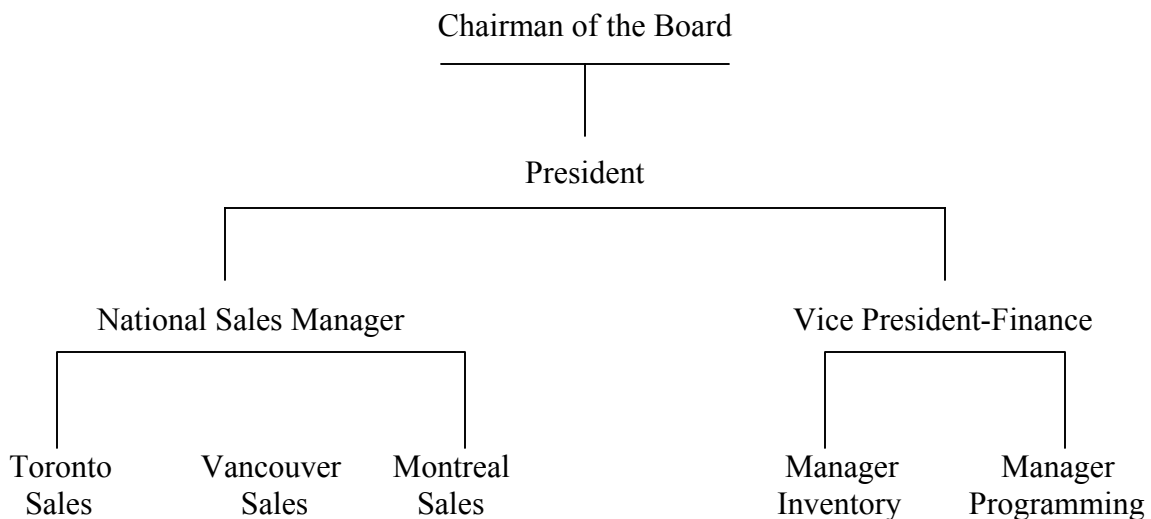 Chairman of the Board
President
National Sales Manager
Vice President-Finance
Toronto
Sales
Vancouver
Sales
Montreal
Sales
Manager
Inventory
Manager
Programming